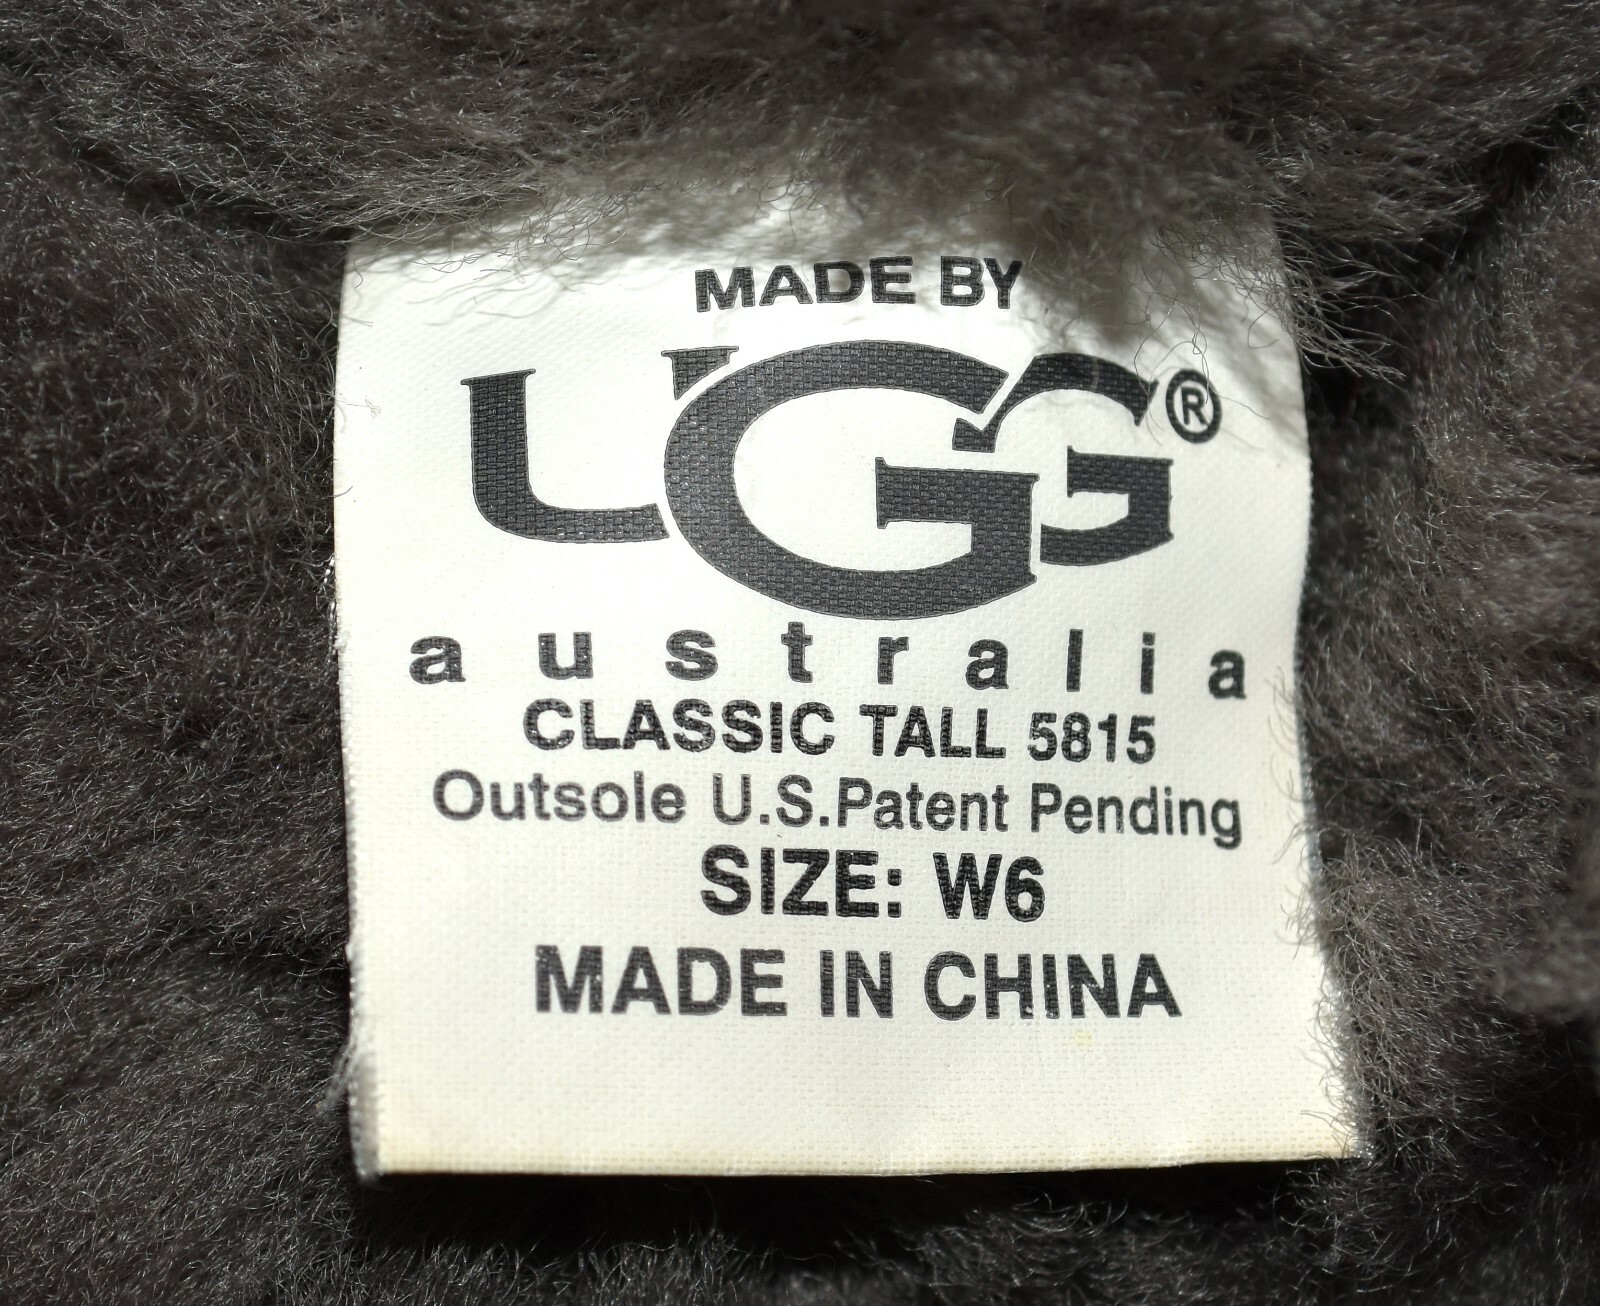 MADE BY
UGG®
australia
CLASSIC TALL 5815
Outsole U.S.Patent Pending
SIZE: W6
MADE IN CHINA